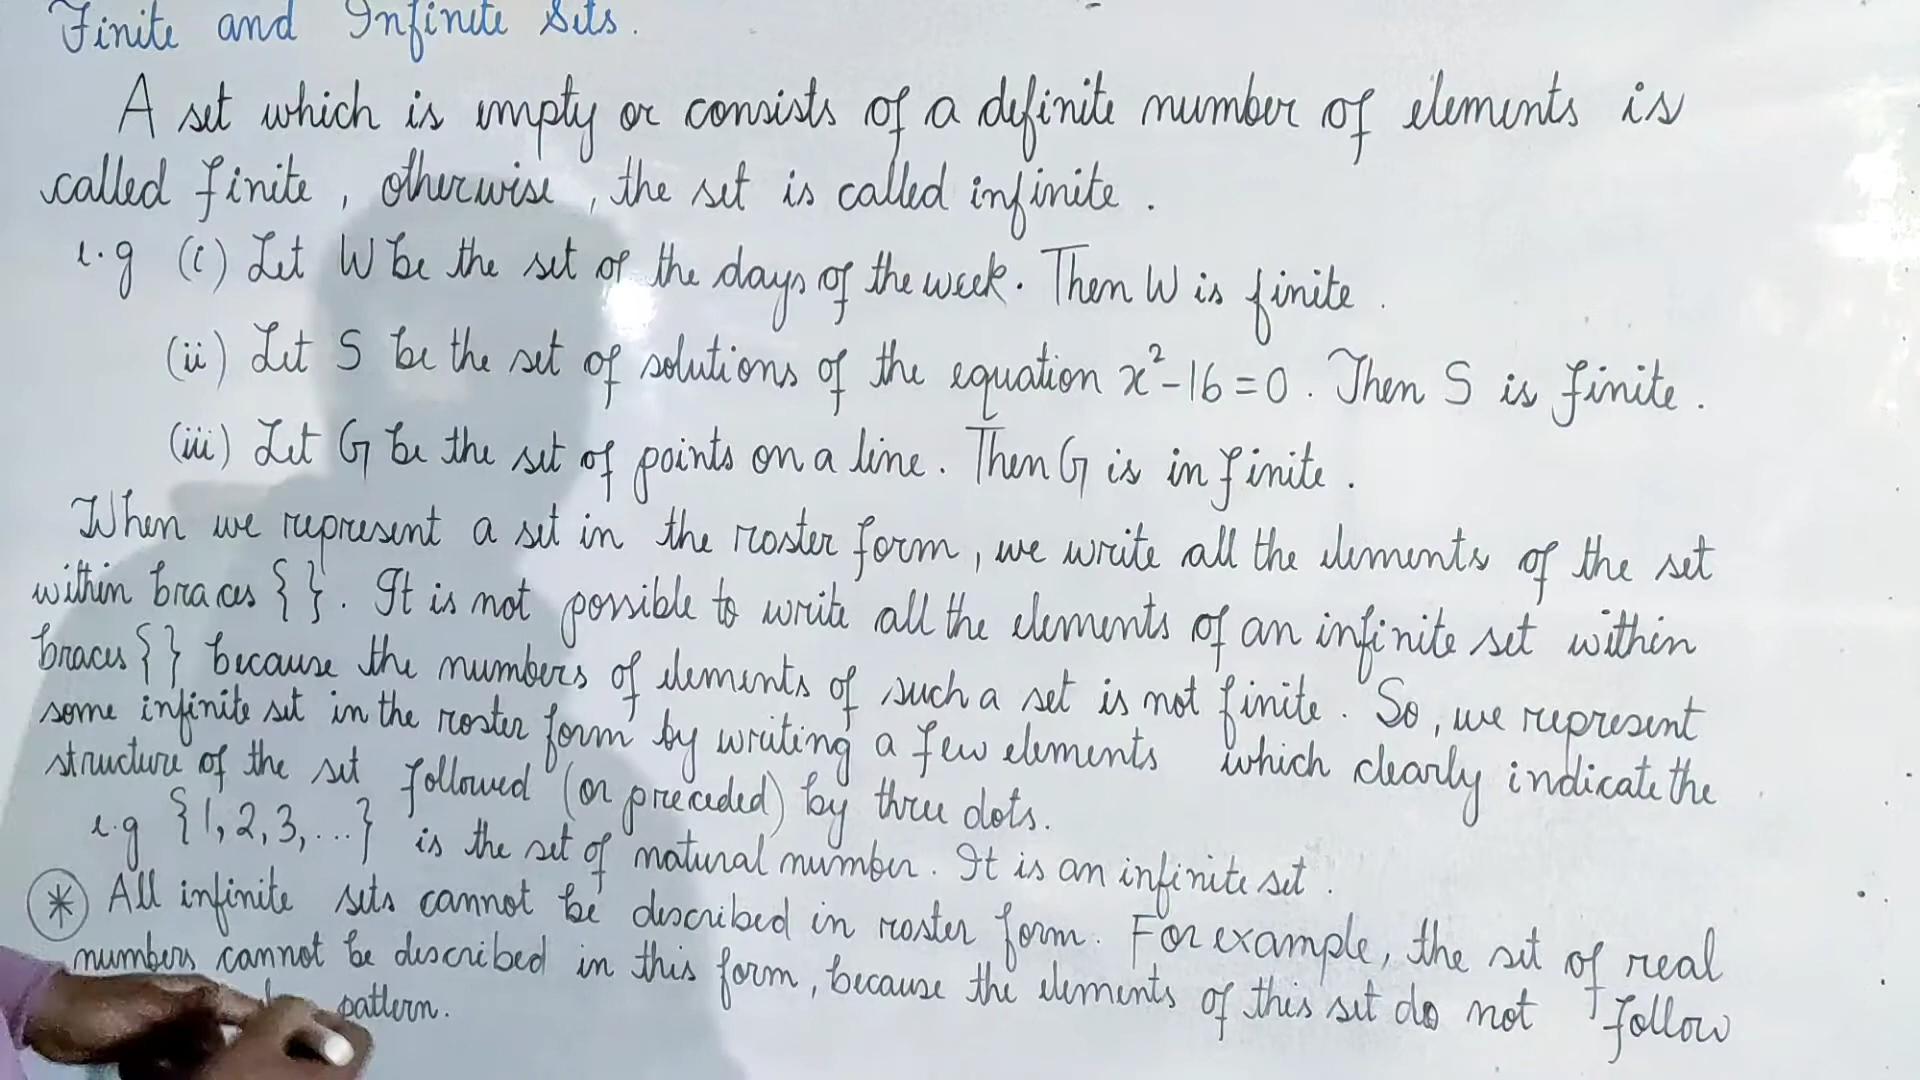 Finite and Infinite Sets.
A set which is empty or consists of a definite number of elements is
called finite, otherwise, the set is called infinite.
e.g (i) Let W be the set of the days of the week. Then W is finite.
(ii) Let S be the set of solutions of the equation x²-16=0. Then S is finite.
(iii) Let G be the set of points on a line. Then G is infinite.
When we represent a set in the roster form, we write all the elements of the set
within braces { }. It is not possible to write all the elements of an infinite set within
braces { } because the numbers of elements of such a set is not finite. So, we represent
some infinite set in the roster form by writing a few elements which clearly indicate the
structure of the set followed (or preceded) by three dots.
e.g {1,2,3,...} is the set of natural number. It is an infinite set.
* All infinite sets cannot be described in roster form. For example, the set of real
numbers cannot be described in this form, because the elements of this set do not follow
pattern.